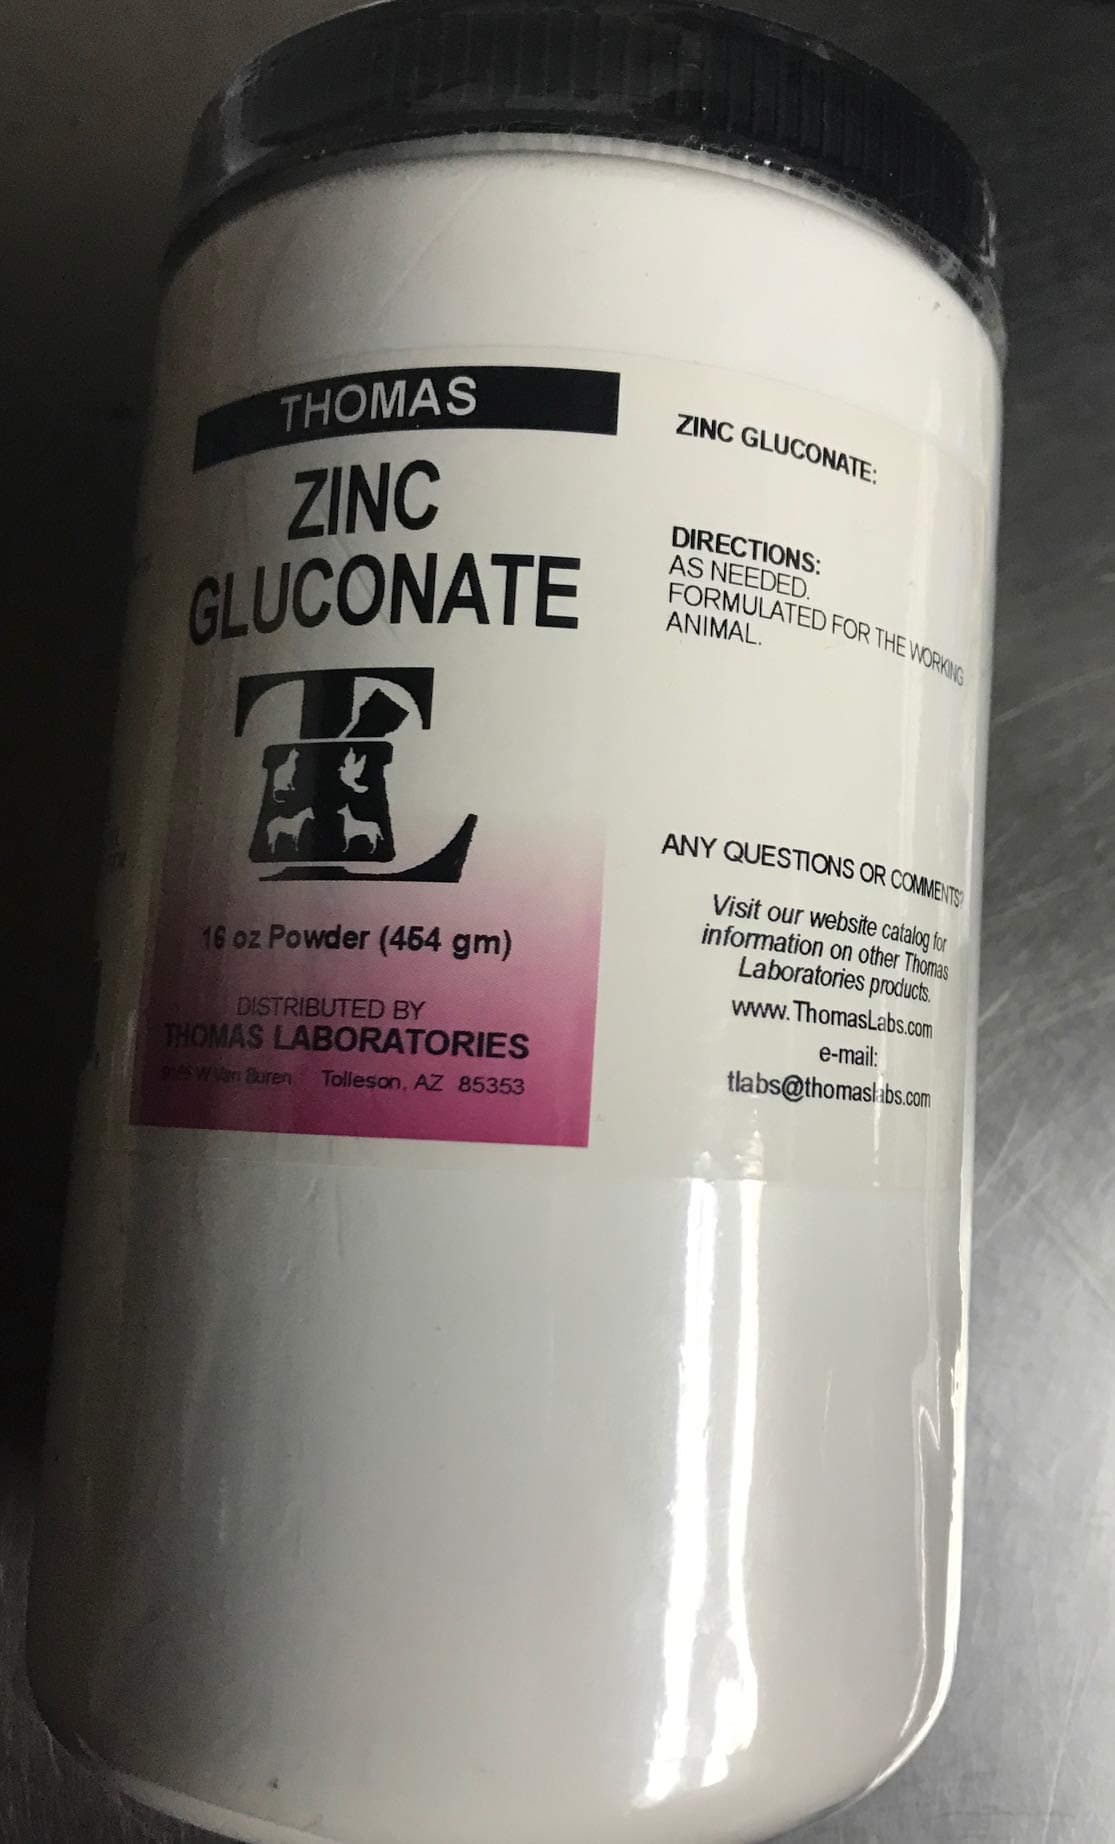 THOMAS
ZINC
GLUCONATE
16 oz Powder (454 gm)
DISTRIBUTED BY
THOMAS LABORATORIES
W Van Buren Tolleson, AZ 85353
ZINC GLUCONATE:
DIRECTIONS:
AS NEEDED.
FORMULATED FOR THE WORKING
ANIMAL.
ANY QUESTIONS OR COMMENTS?
Visit our website catalog for
information on other Thomas
Laboratories products.
www.ThomasLabs.com
e-mail:
tlabs@thomaslabs.com